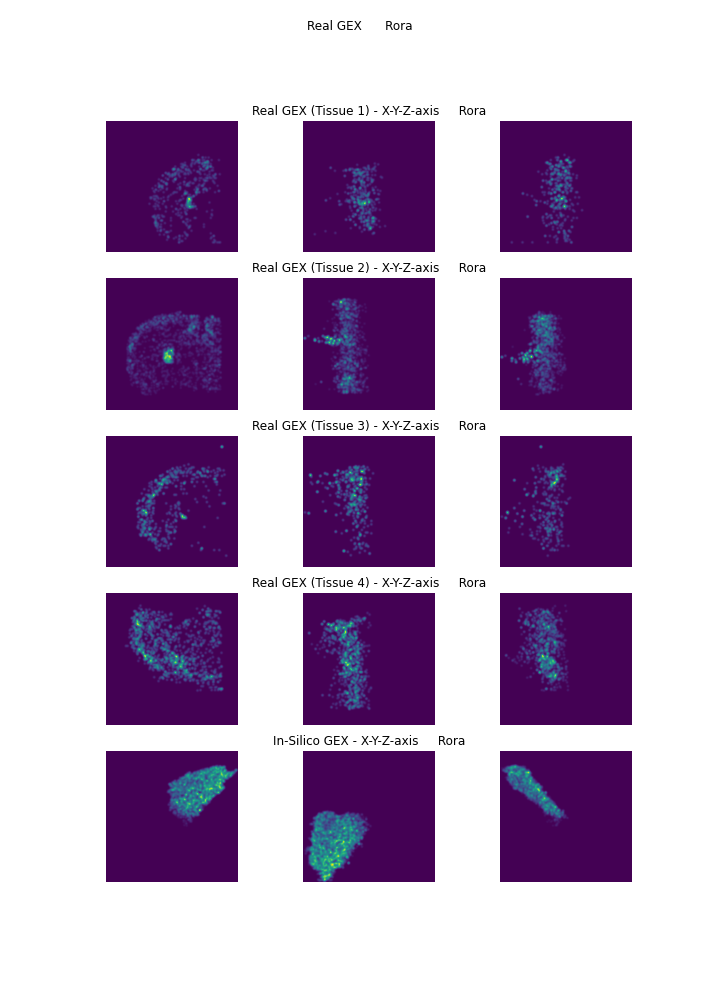 Real GEX      Rora
Real GEX (Tissue 1) - X-Y-Z-axis     Rora
Real GEX (Tissue 2) - X-Y-Z-axis     Rora
Real GEX (Tissue 3) - X-Y-Z-axis     Rora
Real GEX (Tissue 4) - X-Y-Z-axis     Rora
In-Silico GEX - X-Y-Z-axis     Rora